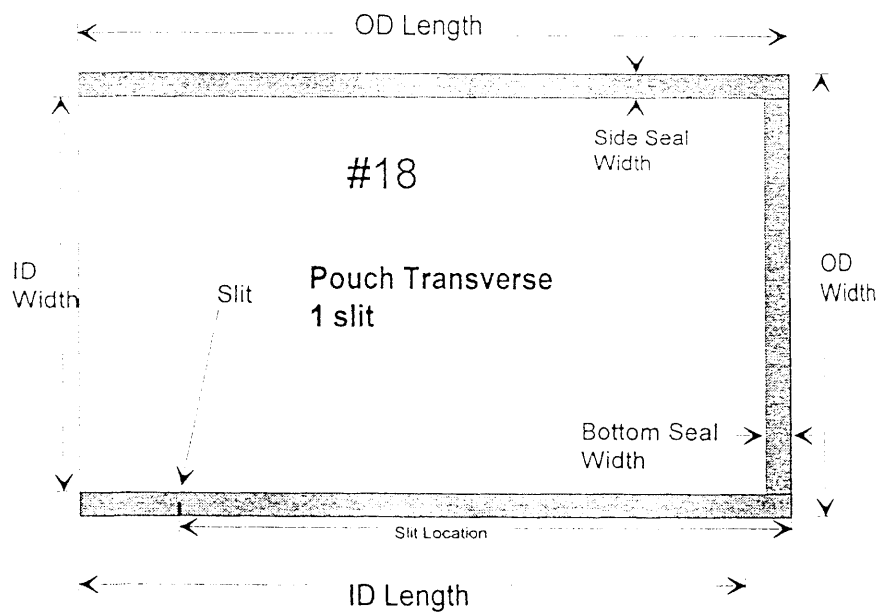 OD Length
Side Seal
Width
#18
ID
Width
Slit
Pouch Transverse
1 slit
OD
Width
Bottom Seal
Width
Slit Location
ID Length